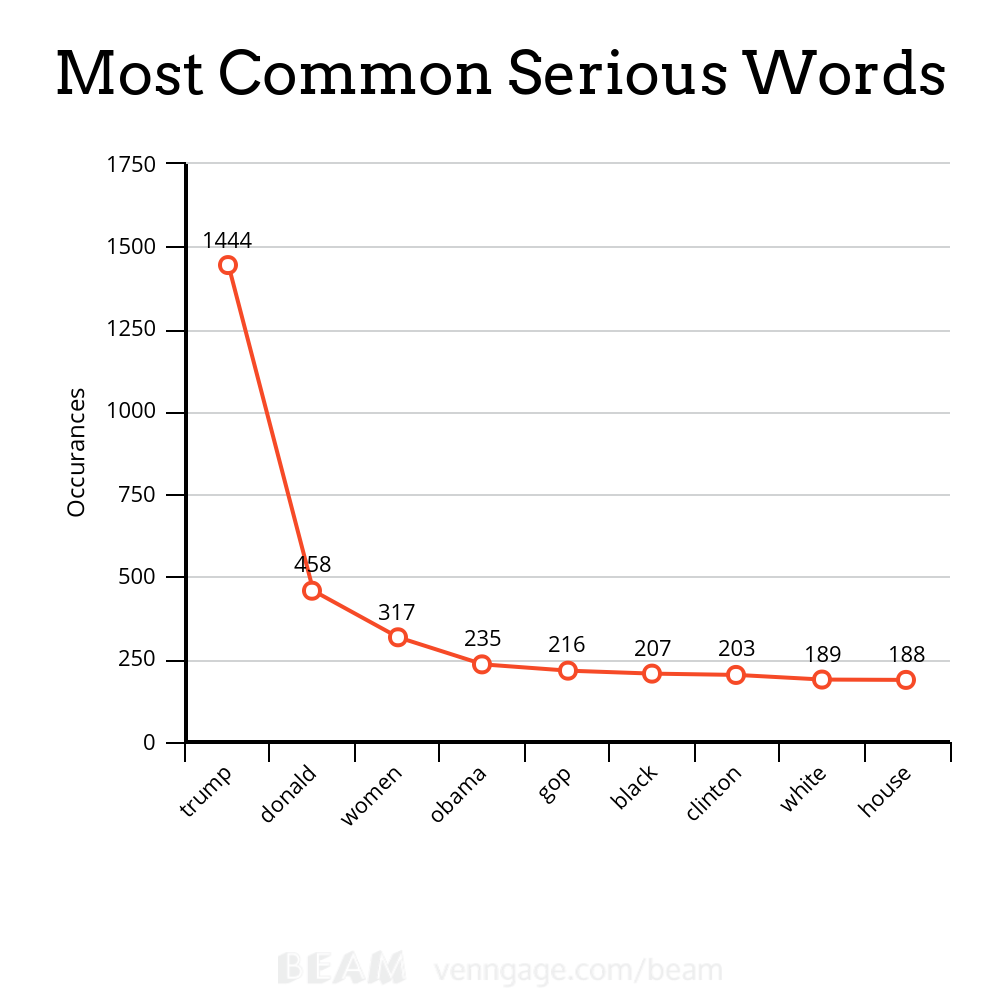 Most Common Serious Words
1750
1500
1250
1000
750
500
250
0
Occurances
1444
458
317
235
216
207
203
189
188
trump
donald
women
obama
gop
black
clinton
white
house
BEAM venngage.com/beam